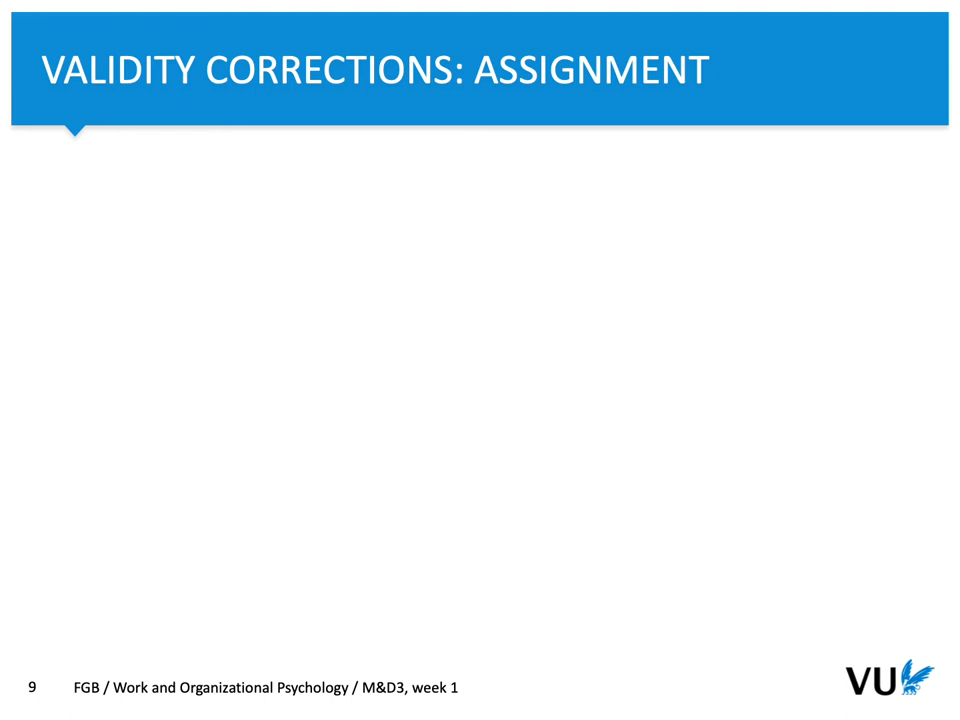 VALIDITY CORRECTIONS: ASSIGNMENT
9 FGB / Work and Organizational Psychology / M&D3, week 1
VU